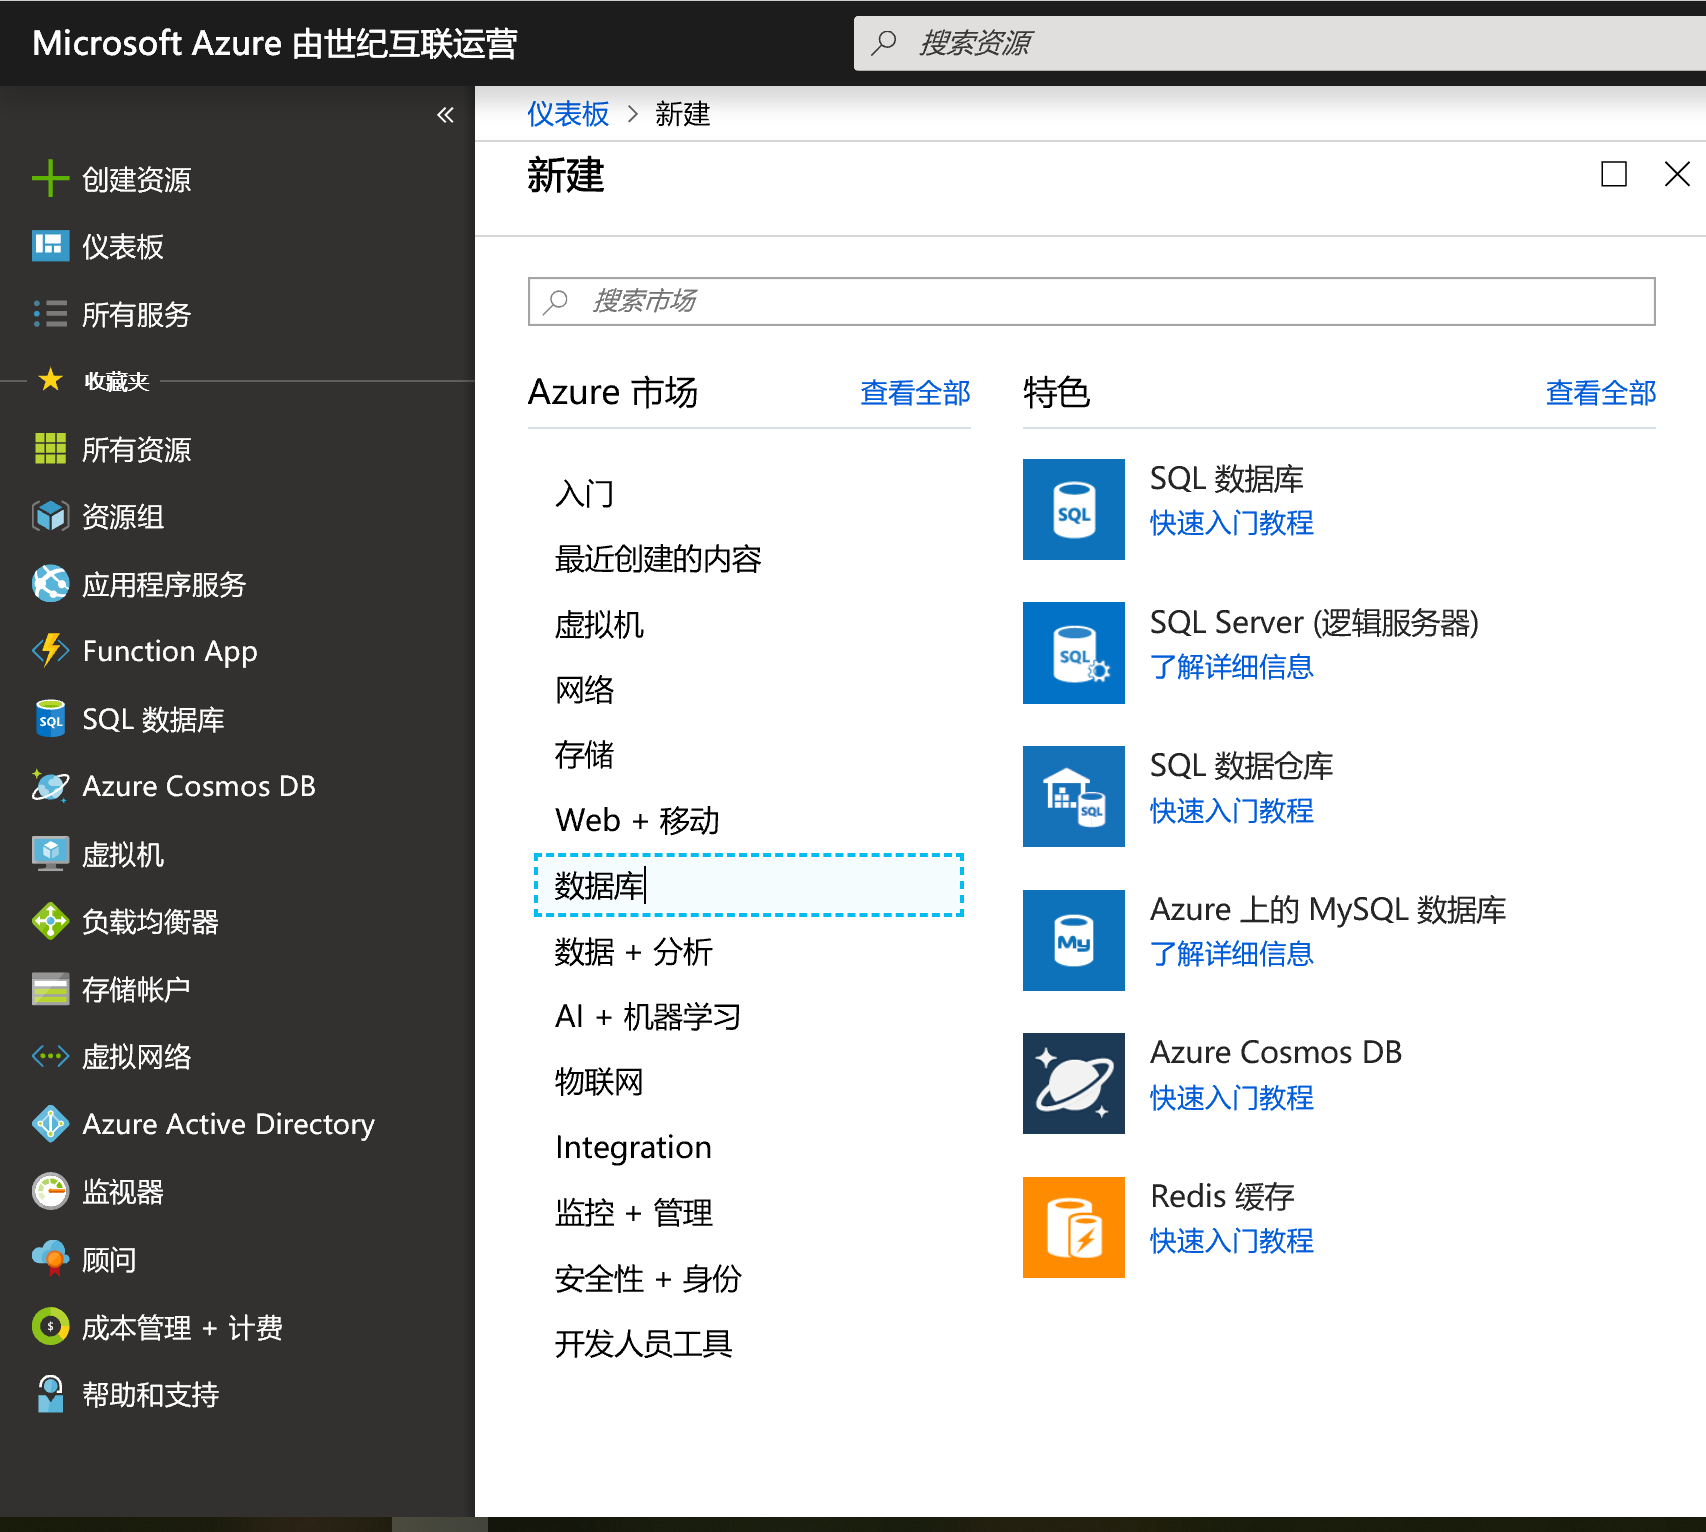 Microsoft Azure 由世纪互联运营
搜索资源
«
创建资源
仪表板
所有服务
收藏夹
所有资源
资源组
应用程序服务
Function App
SQL
SQL 数据库
Azure Cosmos DB
虚拟机
负载均衡器
存储帐户
虚拟网络
Azure Active Directory
监视器
顾问
$
成本管理 + 计费
帮助和支持
仪表板 > 新建
新建
搜索市场
Azure 市场
查看全部
入门
最近创建的内容
虚拟机
网络
存储
Web + 移动
数据库
数据 + 分析
AI + 机器学习
物联网
Integration
监控 + 管理
安全性 + 身份
开发人员工具
特色
查看全部
SQL
SQL 数据库
快速入门教程
SQL
SQL Server (逻辑服务器)
了解详细信息
SQL
SQL 数据仓库
快速入门教程
My
Azure 上的 MySQL 数据库
了解详细信息
Azure Cosmos DB
快速入门教程
Redis 缓存
快速入门教程